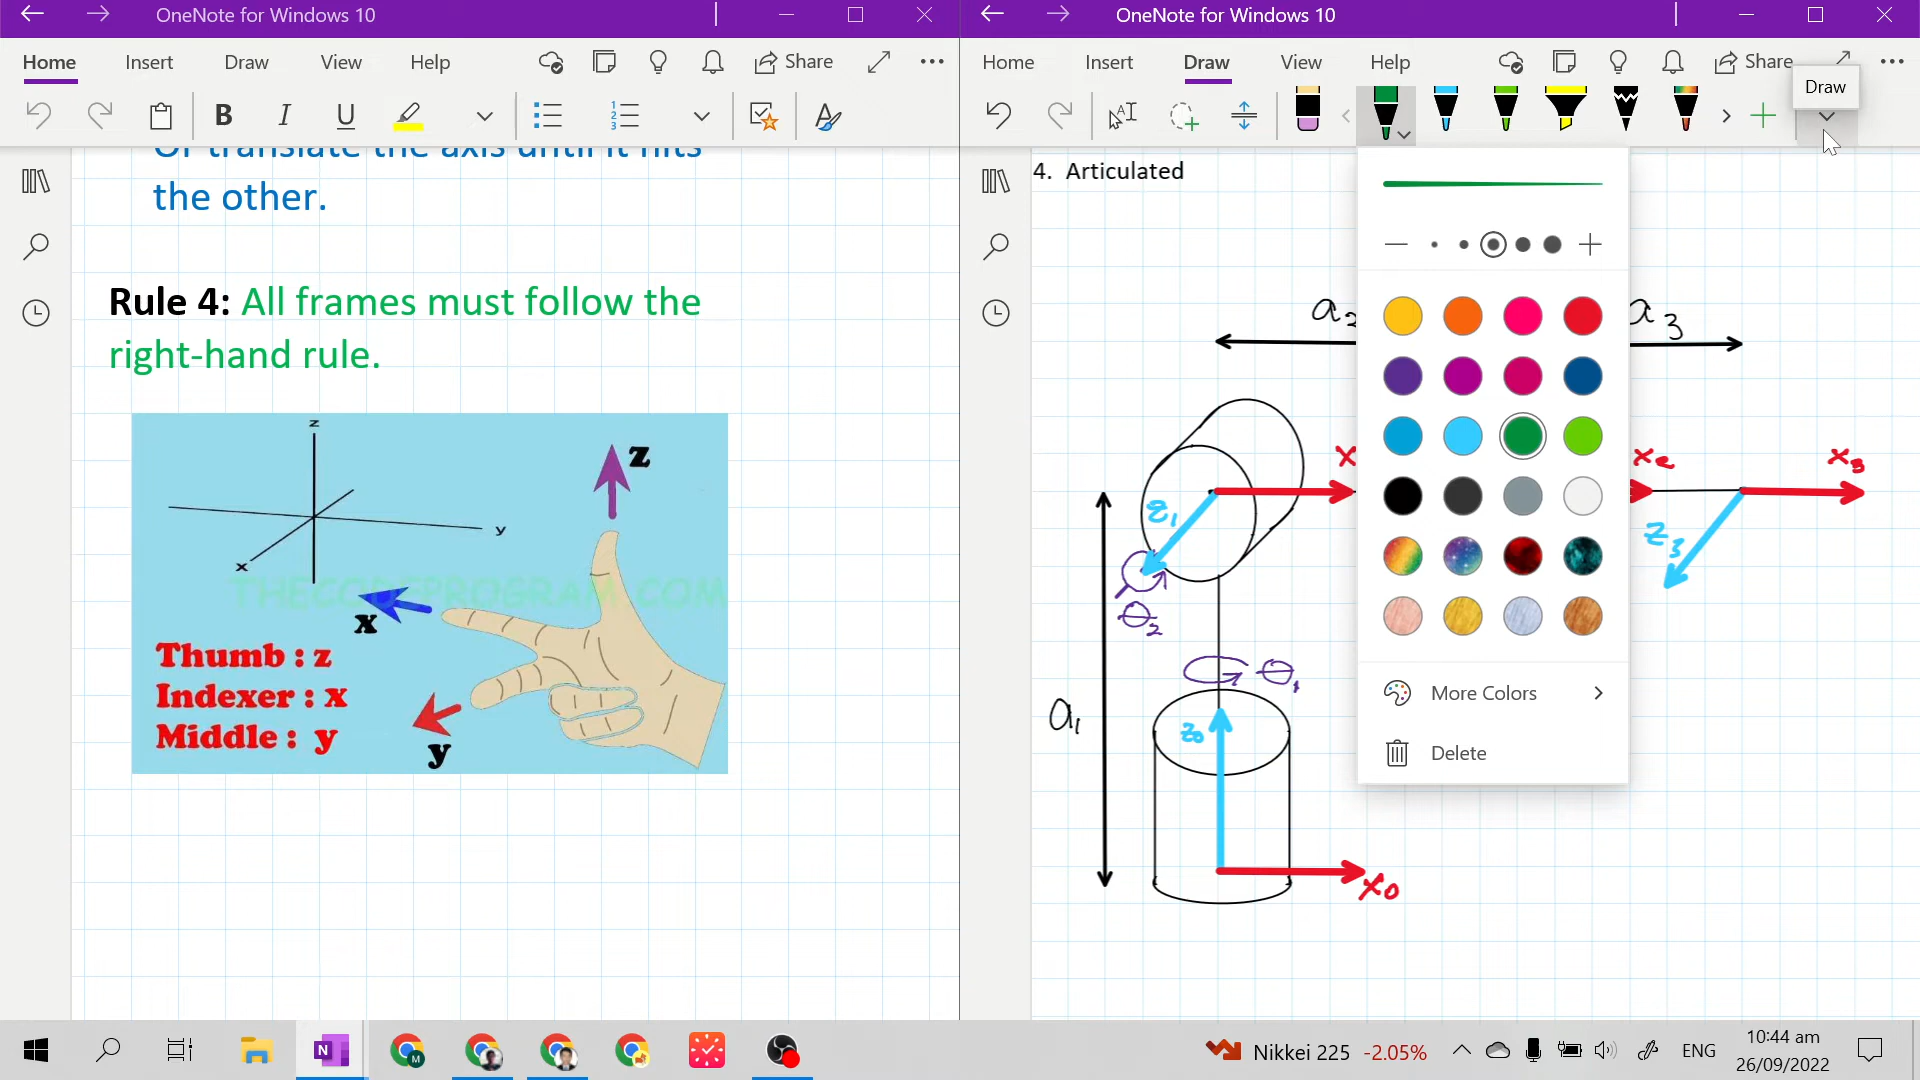 OneNote for Windows 10
OneNote for Windows 10
Home Insert Draw View Help Share
Home Insert Draw View Help Share
Draw
B I U
the other.
Rule 4: All frames must follow the
right-hand rule.
z
y
x
z
x
y
THECODEPROGRAM.COM
Thumb : z
Indexer : x
Middle : y
4. Articulated
a2
a3
x
x2
x3
z1
z3
θ2
θ1
a1
z0
x0
More Colors
Delete
Nikkei 225 -2.05%
ENG
10:44 am
26/09/2022